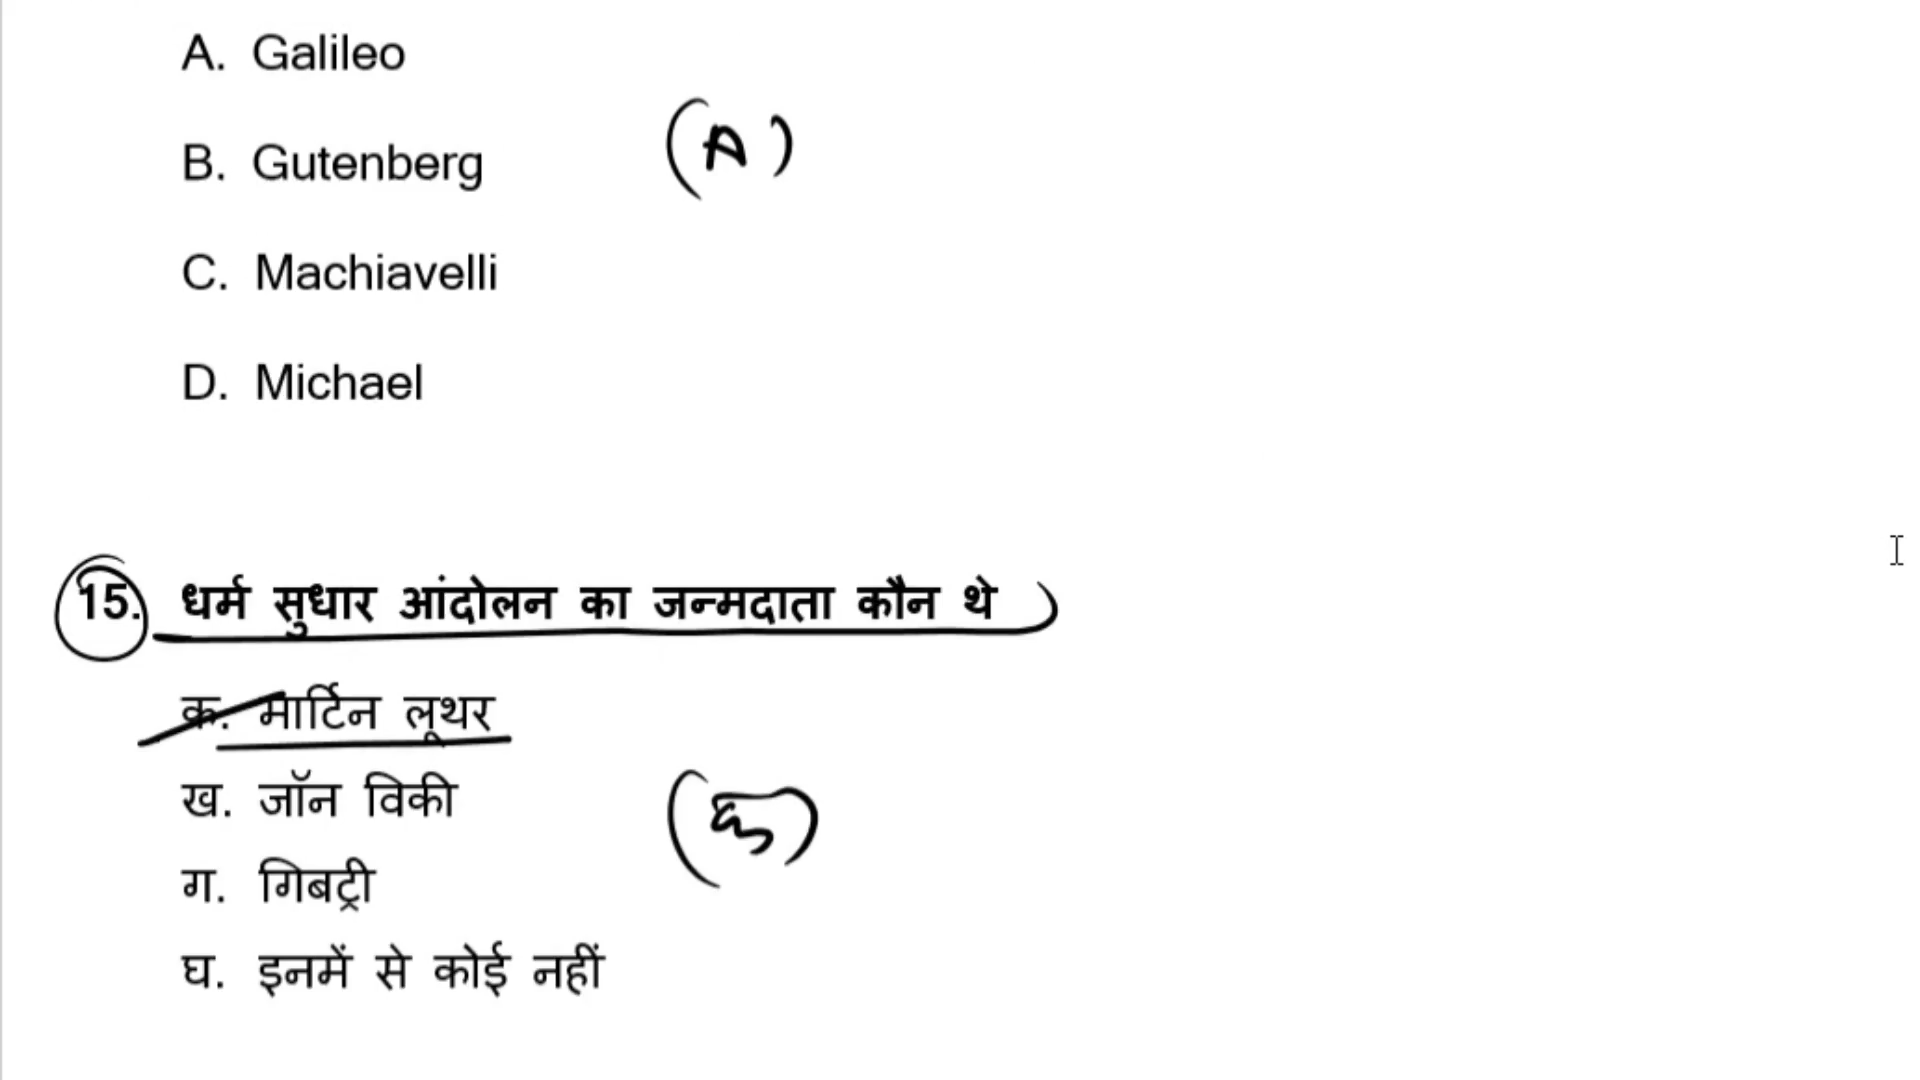 A. Galileo
B. Gutenberg
(A)
C. Machiavelli
D. Michael
15. धर्म सुधार आंदोलन का जन्मदाता कौन थे
क. मार्टिन लूथर
ख. जॉन विकी
(क)
ग. गिबट्री
घ. इनमें से कोई नहीं